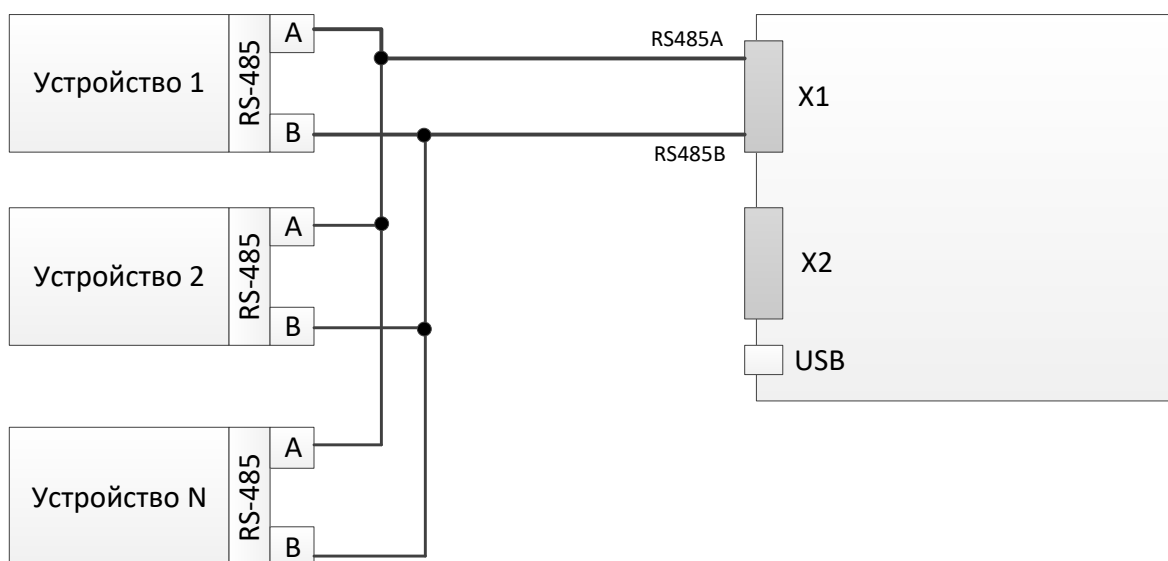 Устройство 1
RS-485
A
B
RS485A
RS485B
X1
Устройство 2
RS-485
A
B
X2
USB
Устройство N
RS-485
A
B